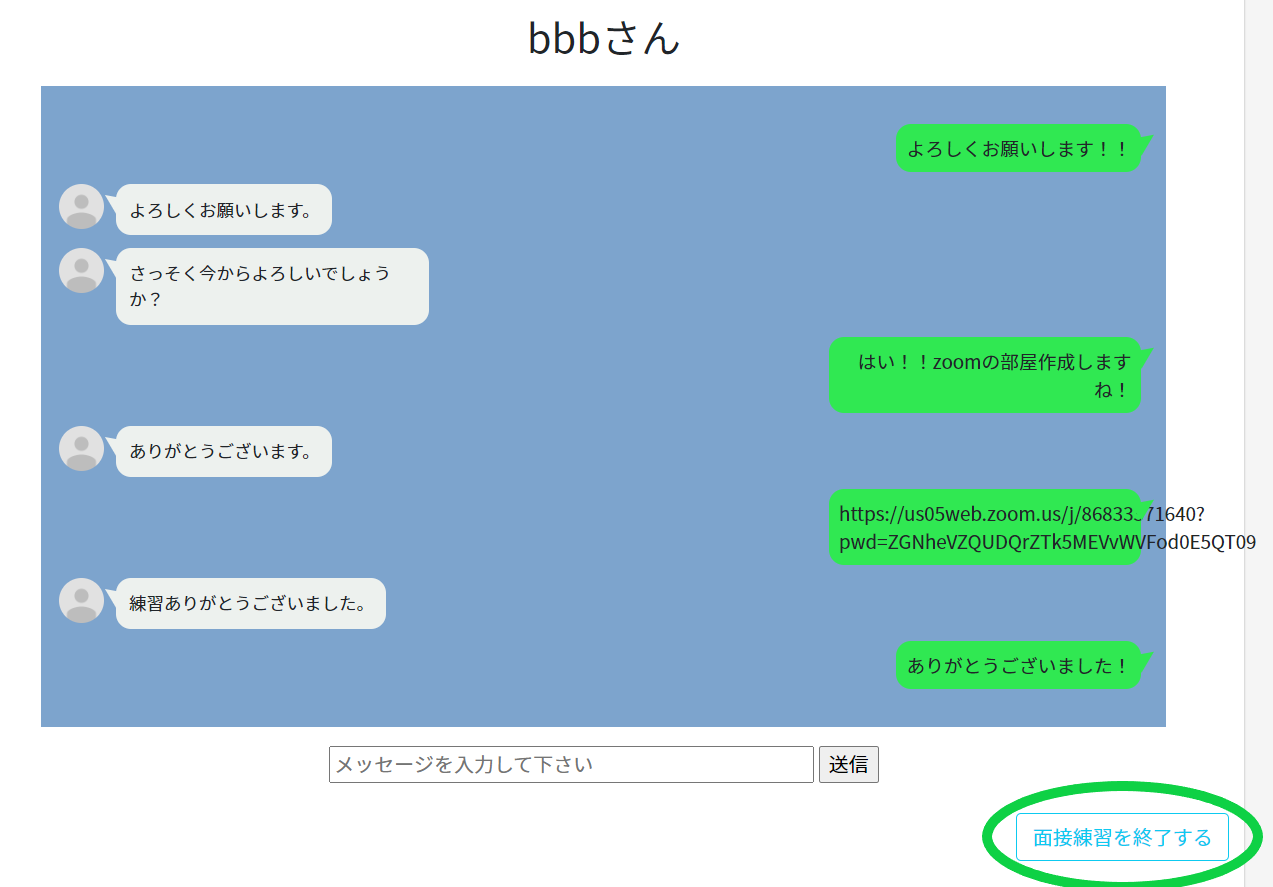 bbbさん
よろしくお願いします！！
よろしくお願いします。
さっそく今からよろしいでしょう
か？
はい！！zoomの部屋作成します
ね！
ありがとうございます。
https://us05web.zoom.us/j/86833571640?
pwd=ZGNheVZQUDQrZTk5MEVvWVFod0E5QT09
練習ありがとうございました。
ありがとうございました！
メッセージを入力して下さい 送信
面接練習を終了する